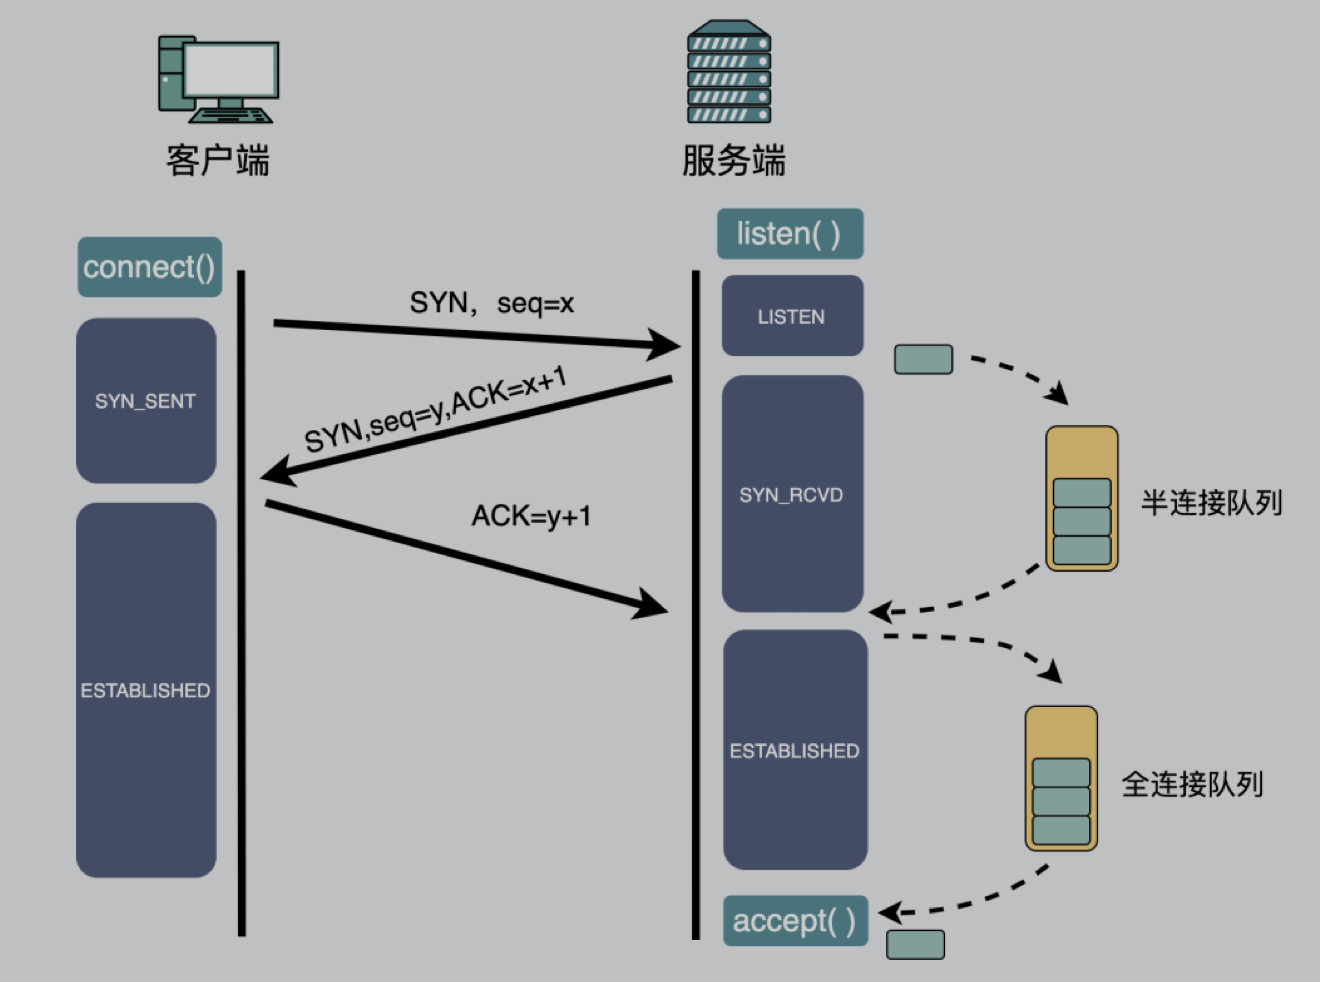 客户端
服务端
listen( )
connect()
SYN，seq=x
LISTEN
SYN,seq=y,ACK=x+1
SYN_SENT
SYN_RCVD
半连接队列
ACK=y+1
ESTABLISHED
ESTABLISHED
全连接队列
accept( )